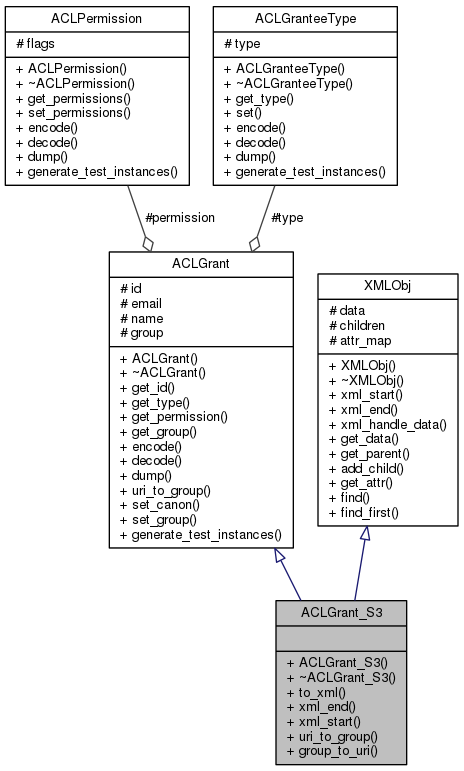 ACLPermission
# flags
+ ACLPermission()
+ ~ACLPermission()
+ get_permissions()
+ set_permissions()
+ encode()
+ decode()
+ dump()
+ generate_test_instances()
ACLGranteeType
# type
+ ACLGranteeType()
+ ~ACLGranteeType()
+ get_type()
+ set()
+ encode()
+ decode()
+ dump()
+ generate_test_instances()
#permission
#type
ACLGrant
# id
# email
# name
# group
+ ACLGrant()
+ ~ACLGrant()
+ get_id()
+ get_type()
+ get_permission()
+ get_group()
+ encode()
+ decode()
+ dump()
+ uri_to_group()
+ set_canon()
+ set_group()
+ generate_test_instances()
XMLObj
# data
# children
# attr_map
+ XMLObj()
+ ~XMLObj()
+ xml_start()
+ xml_end()
+ xml_handle_data()
+ get_data()
+ get_parent()
+ add_child()
+ get_attr()
+ find()
+ find_first()
ACLGrant_S3
+ ACLGrant_S3()
+ ~ACLGrant_S3()
+ to_xml()
+ xml_end()
+ xml_start()
+ uri_to_group()
+ group_to_uri()